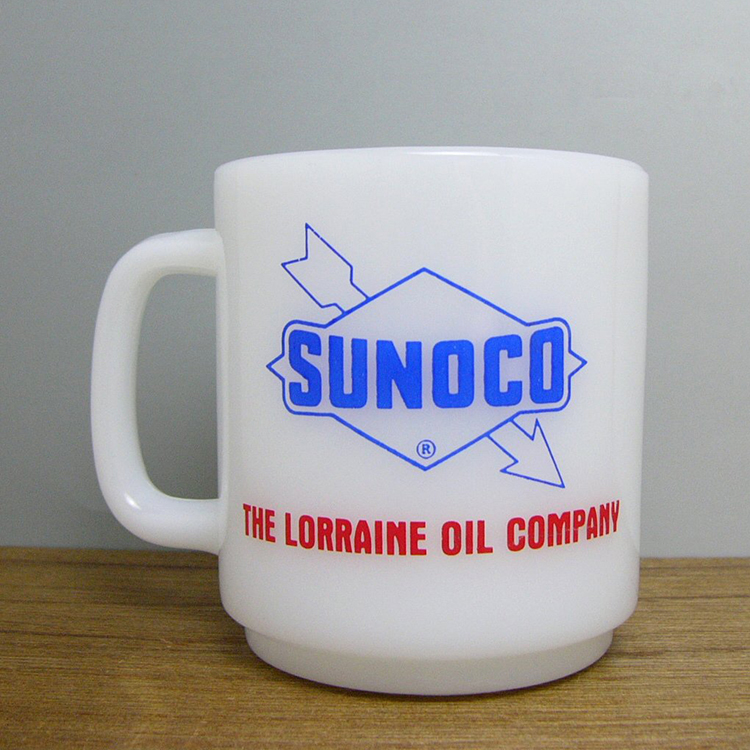 SUNOCO
®
THE LORRAINE OIL COMPANY